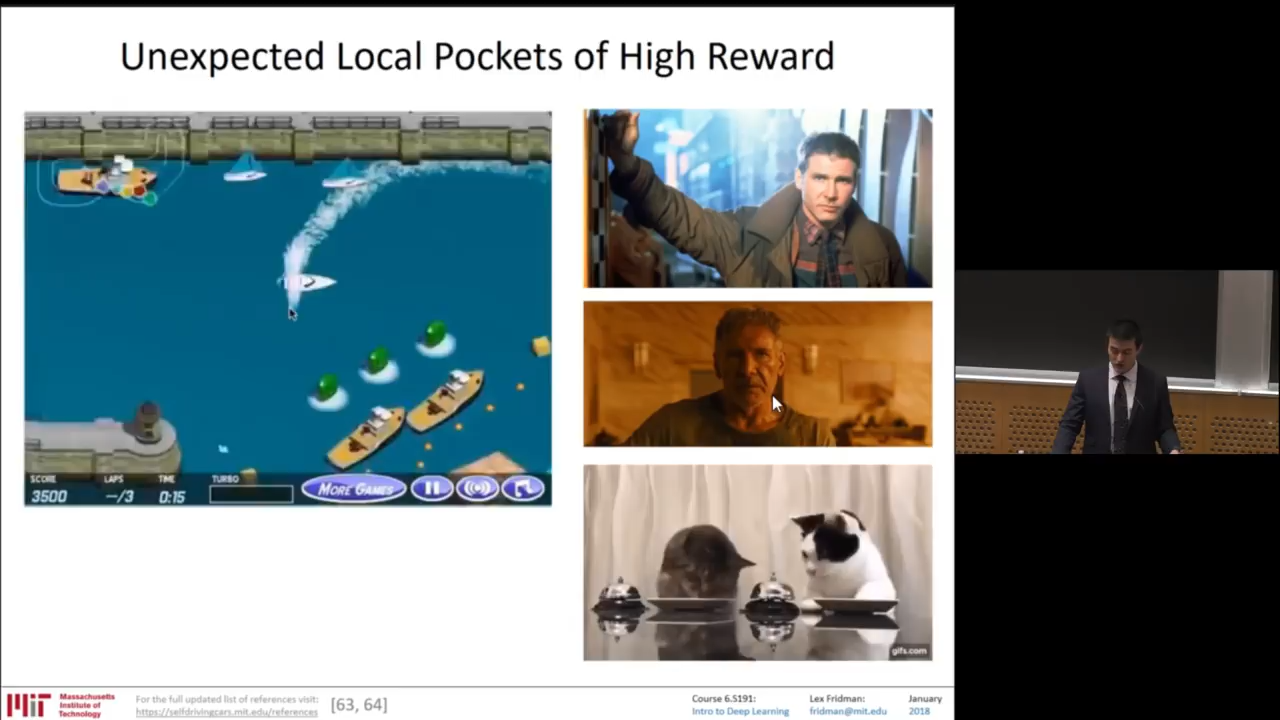 Unexpected Local Pockets of High Reward
SCORE
3500
LAPS
--/3
TIME
0:15
TURBO
MORE GAMES
gifs.com
MIT
Massachusetts
Institute of
Technology
For the full updated list of references visit:
https://selfdrivingcars.mit.edu/references
[63, 64]
Course 6.S191:
Intro to Deep Learning
Lex Fridman:
fridman@mit.edu
January
2018